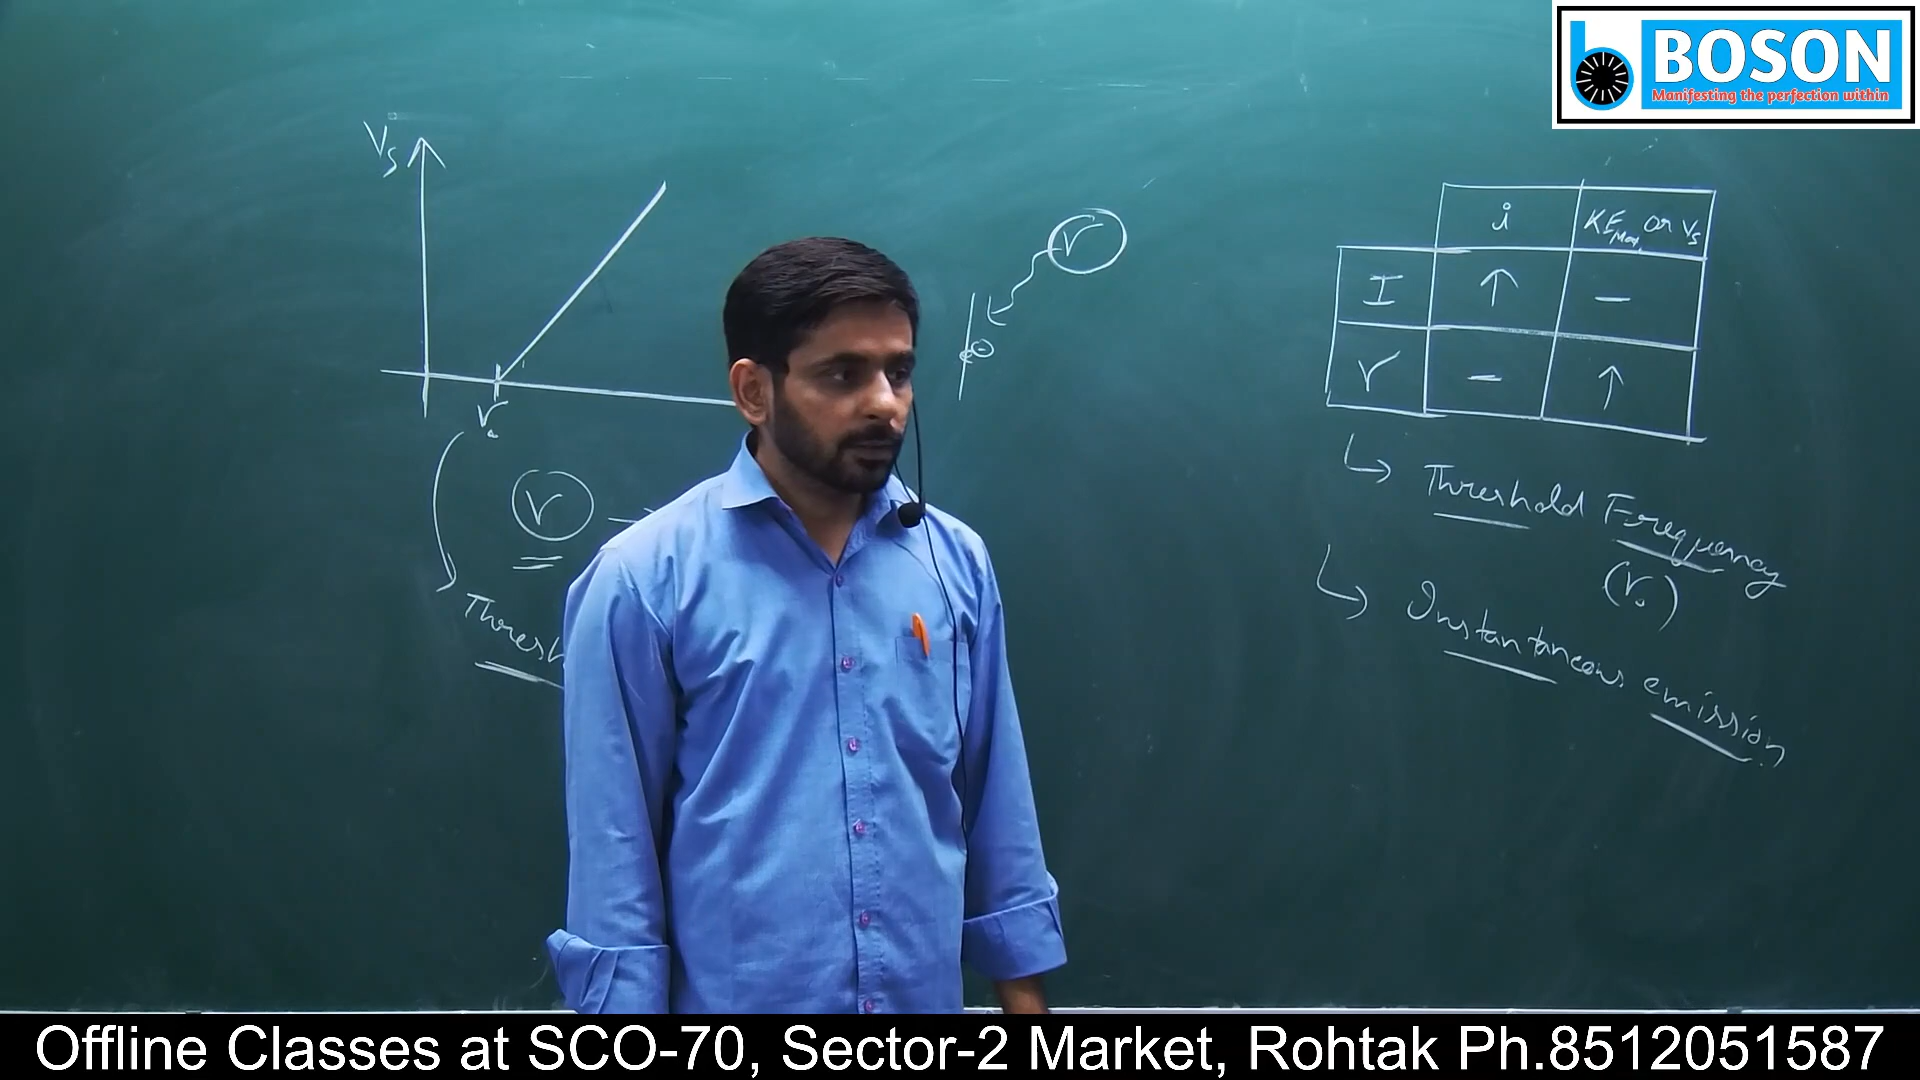 BOSON
Manifesting the perfection within
Vs
ν
i
KEMax or Vs
I ↑ –
ν – ↑
e⊖
ν₀
ν →
Thresh
↳ Threshold Frequency
(ν₀)
↳ Instantaneous emission
Offline Classes at SCO-70, Sector-2 Market, Rohtak Ph.8512051587